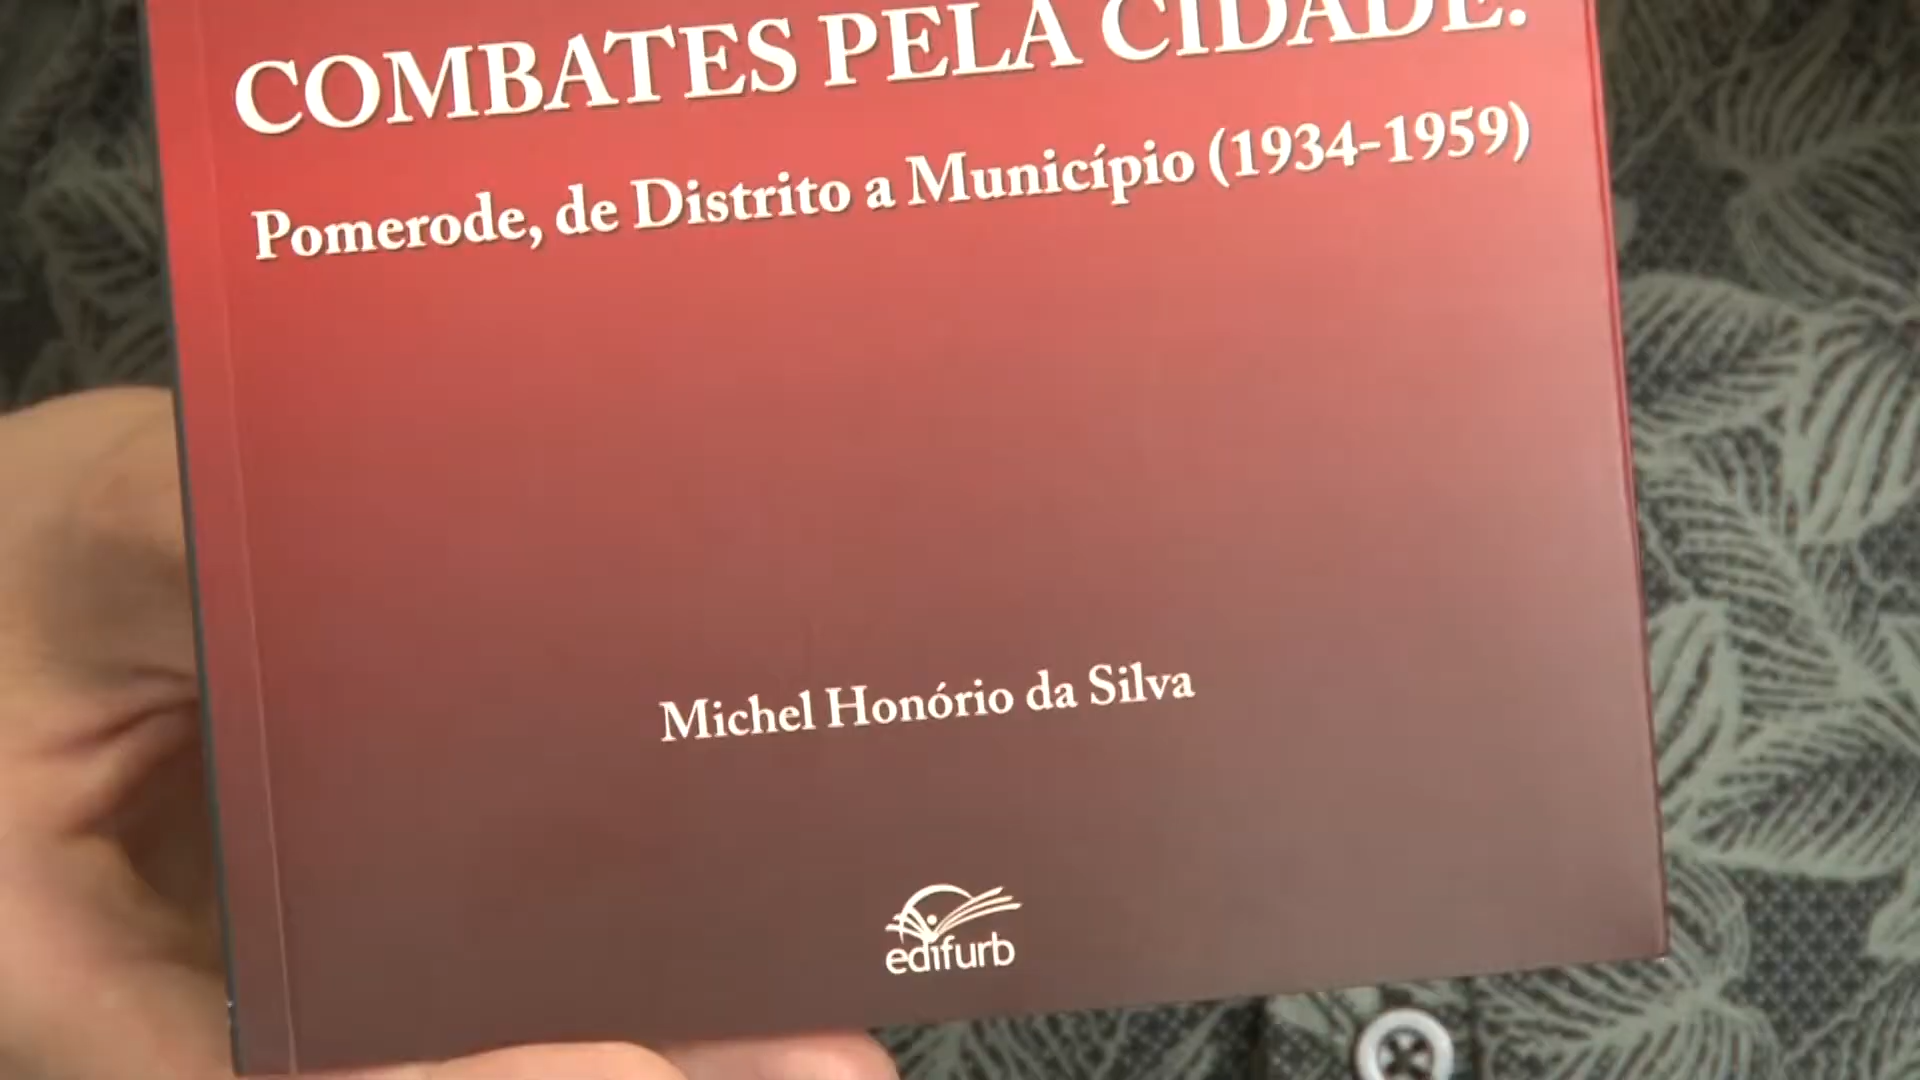 COMBATES PELA CIDADE:
Pomerode, de Distrito a Município (1934-1959)
Michel Honório da Silva
edifurb